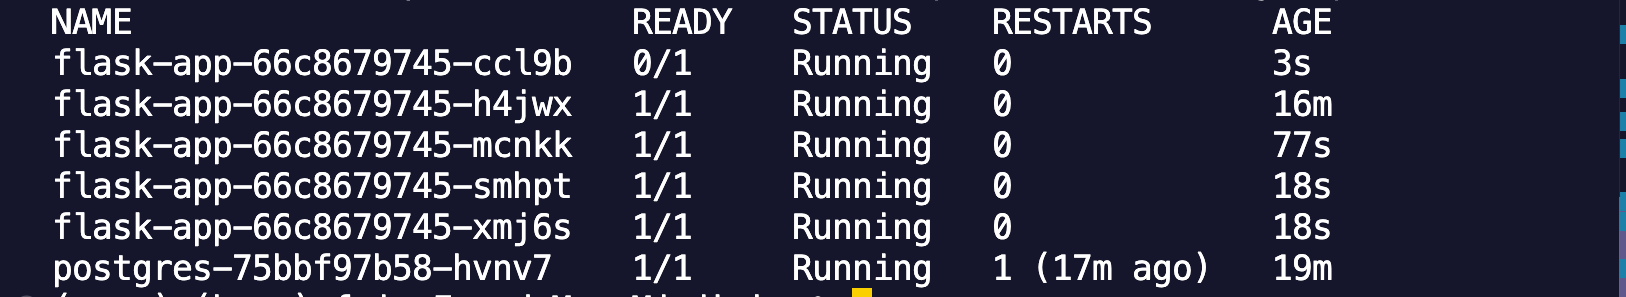 NAME READY STATUS RESTARTS AGE
flask-app-66c8679745-ccl9b 0/1 Running 0 3s
flask-app-66c8679745-h4jwx 1/1 Running 0 16m
flask-app-66c8679745-mcnkk 1/1 Running 0 77s
flask-app-66c8679745-smhpt 1/1 Running 0 18s
flask-app-66c8679745-xmj6s 1/1 Running 0 18s
postgres-75bbf97b58-hvnv7 1/1 Running 1 (17m ago) 19m